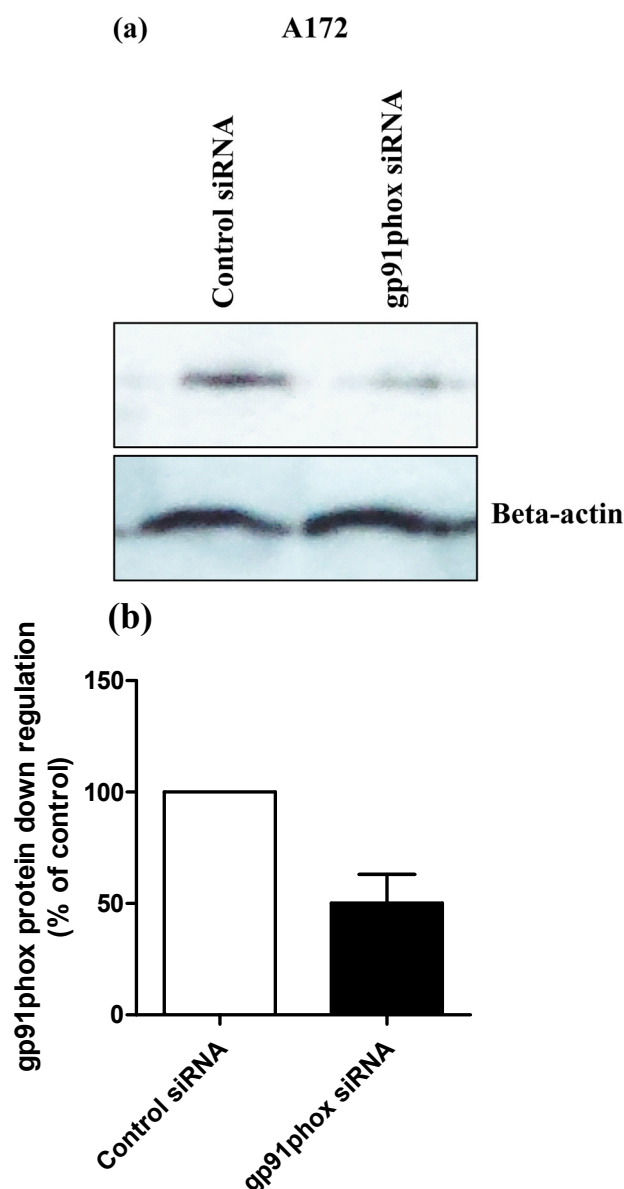 (a) A172
Control siRNA
gp91phox siRNA
Beta-actin
(b)
gp91phox protein down regulation
(% of control)
150
100
50
0
Control siRNA
gp91phox siRNA